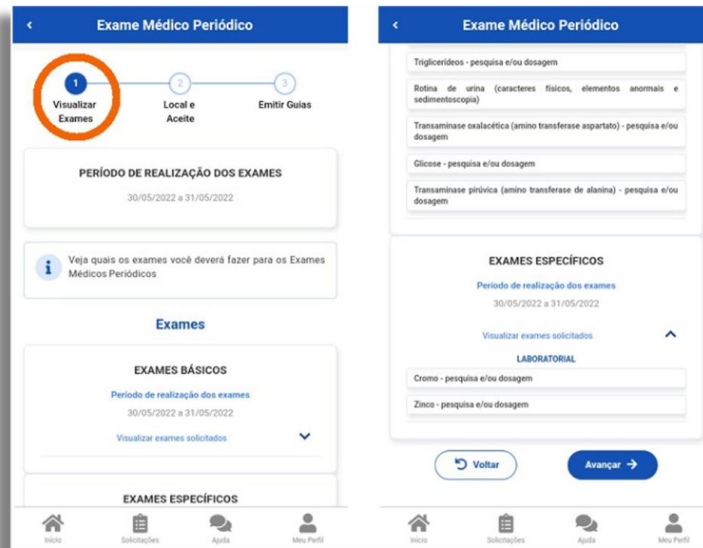 Exame Médico Periódico
1
2
3
Visualizar
Exames
Local e
Aceite
Emitir Guias
PERÍODO DE REALIZAÇÃO DOS EXAMES
30/05/2022 a 31/05/2022
Veja quais os exames você deverá fazer para os Exames
Médicos Periódicos
Exames
EXAMES BÁSICOS
Período de realização dos exames
30/05/2022 a 31/05/2022
Visualizar exames solicitados
EXAMES ESPECÍFICOS
Início
Solicitações
Ajuda
Meu Perfil
Exame Médico Periódico
Triglicerídeos - pesquisa e/ou dosagem
Rotina de urina (caracteres físicos, elementos anormais e
sedimentoscopia)
Transaminase oxalacética (amino transferase aspartato) - pesquisa e/ou
dosagem
Glicose - pesquisa e/ou dosagem
Transaminase pirúvica (amino transferase de alanina) - pesquisa e/ou
dosagem
EXAMES ESPECÍFICOS
Período de realização dos exames
30/05/2022 a 31/05/2022
Visualizar exames solicitados
LABORATORIAL
Cromo - pesquisa e/ou dosagem
Zinco - pesquisa e/ou dosagem
Voltar
Avançar
Início
Solicitações
Ajuda
Meu Perfil